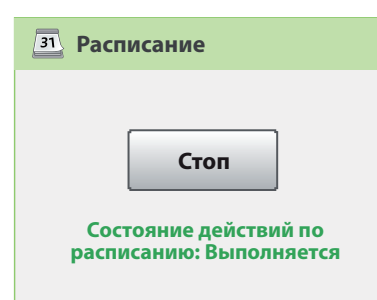 31 Расписание
Стоп
Состояние действий по
расписанию: Выполняется